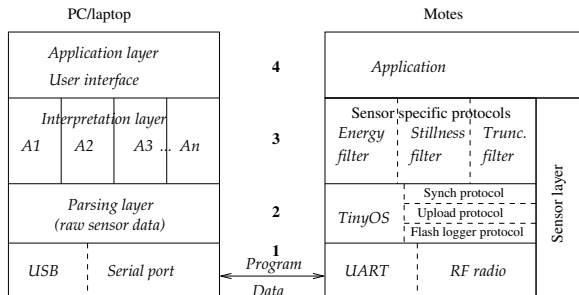 PC/laptop
Motes
Application layer
User interface
4
Application
Interpretation layer
A1 A2 A3 ... An
3
Sensor specific protocols
Energy filter
Stillness filter
Trunc. filter
Sensor layer
Parsing layer
(raw sensor data)
2
TinyOS
Synch protocol
Upload protocol
Flash logger protocol
1
USB
Serial port
Program
Data
UART
RF radio